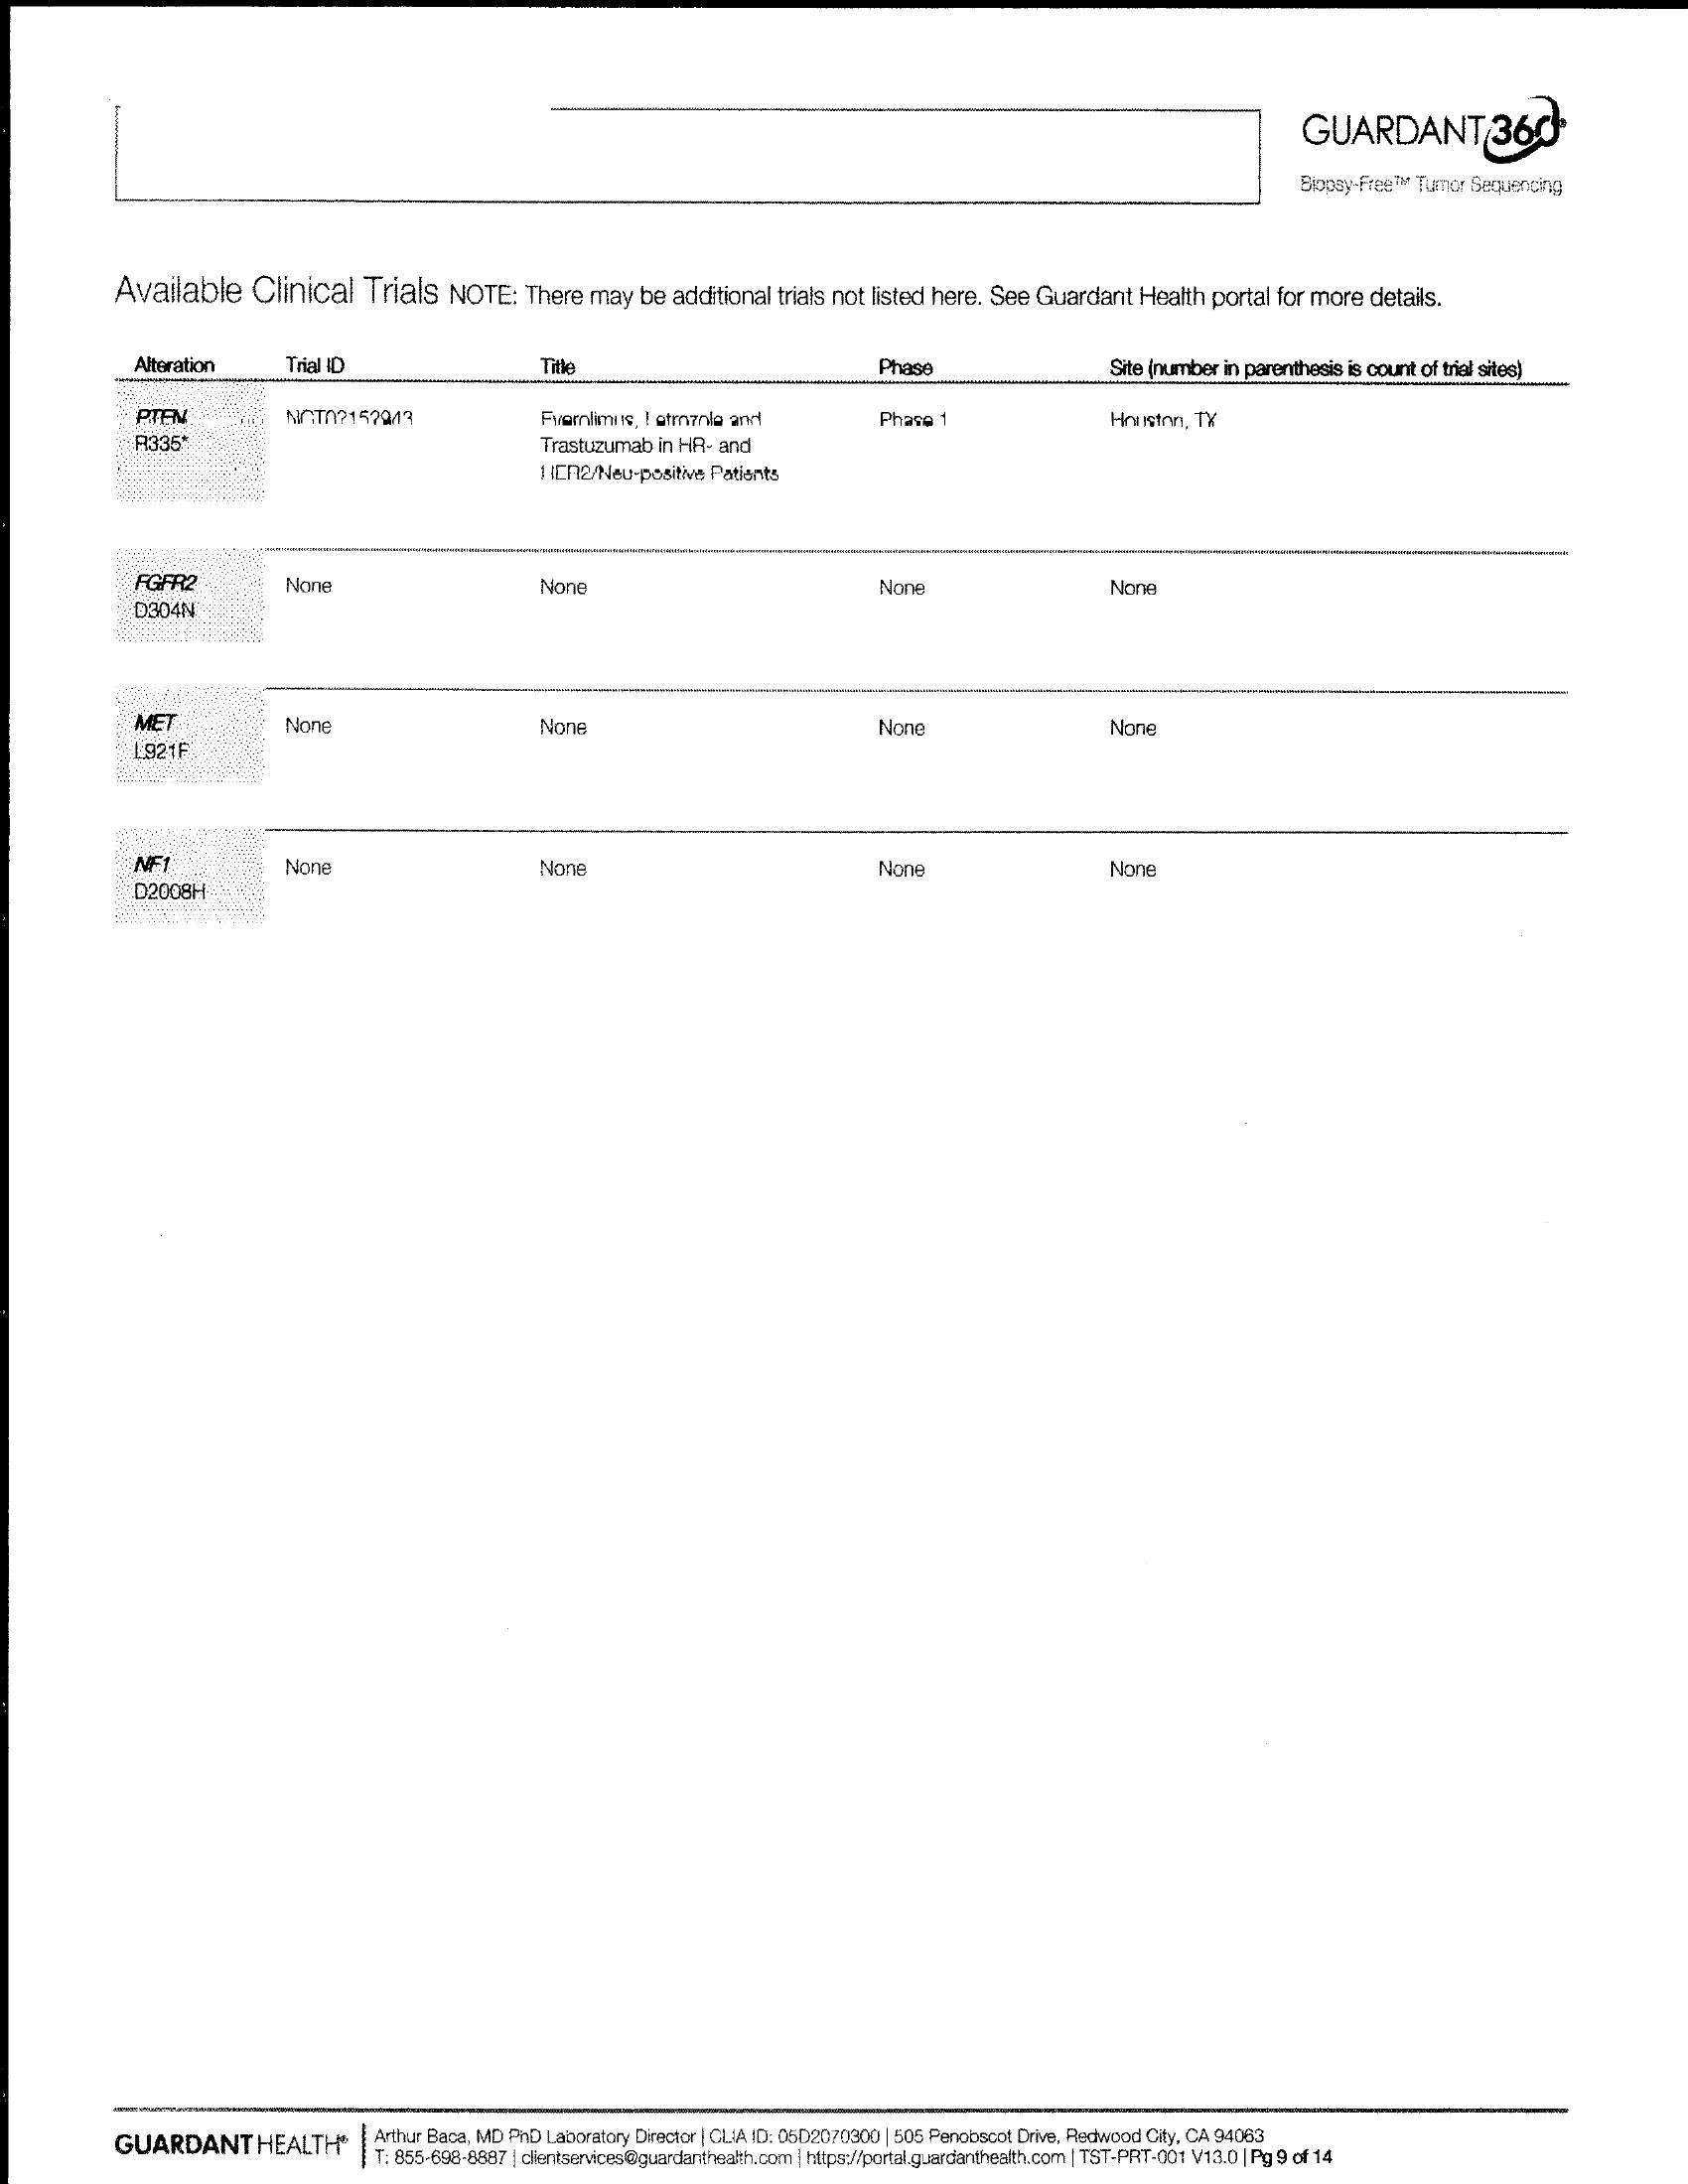 GUARDANT360®
Biopsy-Free™ Tumor Sequencing
Available Clinical Trials NOTE: There may be additional trials not listed here. See Guardant Health portal for more details.
Alteration Trial ID Title Phase Site (number in parenthesis is count of trial sites)
PTEN NCT02152943 Everolimus, Letrozole and Phase 1 Houston, TX
R335* Trastuzumab in HR- and
HER2/Neu-positive Patients
FGFR2 None None None None
D304N
MET None None None None
L921F
NF1 None None None None
D2008H
GUARDANT HEALTH® Arthur Baca, MD PhD Laboratory Director | CLIA ID: 05D2070300 | 505 Penobscot Drive, Redwood City, CA 94063
T: 855-698-8887 | clientservices@guardanthealth.com | https://portal.guardanthealth.com | TST-PRT-001 V13.0 | Pg 9 of 14